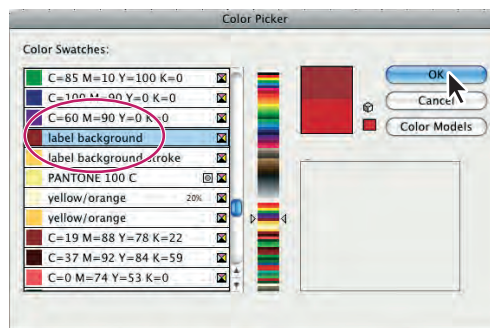 Color Picker
Color Swatches:
C=85 M=10 Y=100 K=0
C=100 M=90 Y=0 K=0
C=60 M=90 Y=0 K=0
label background
label background stroke
PANTONE 100 C
yellow/orange 20%
yellow/orange
C=19 M=88 Y=78 K=22
C=37 M=92 Y=84 K=59
C=0 M=74 Y=53 K=0
OK
Cancel
Color Models